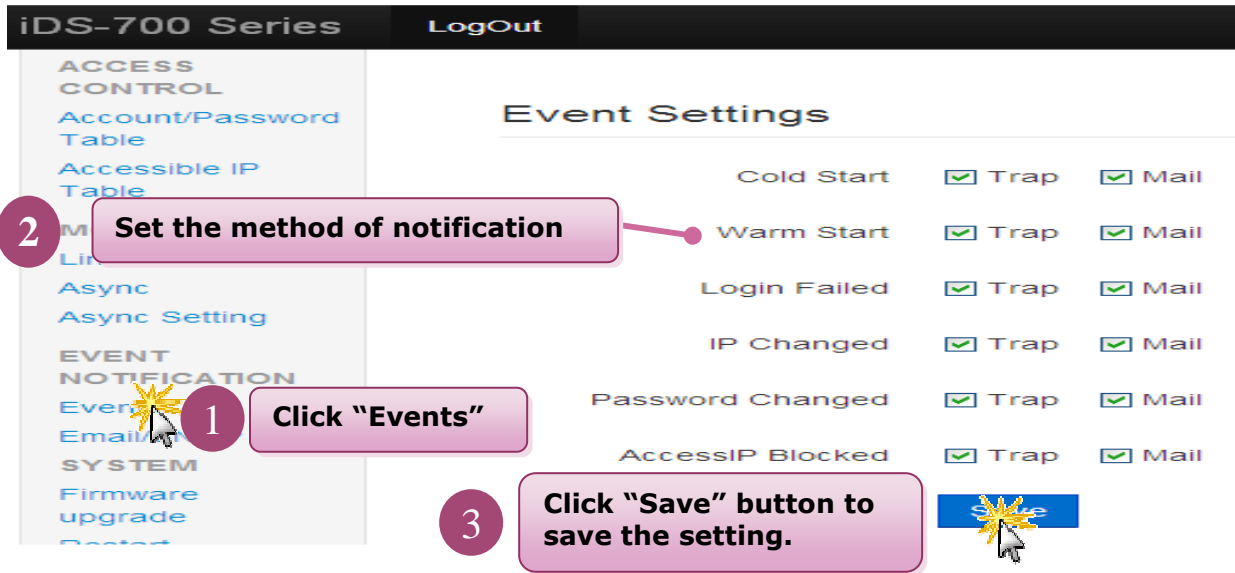 iDS-700 Series LogOut
ACCESS
CONTROL
Account/Password
Table
Accessible IP
Table
Async
Async Setting
EVENT
NOTIFICATION
SYSTEM
Firmware
upgrade
Event Settings
Cold Start Trap Mail
Warm Start Trap Mail
Login Failed Trap Mail
IP Changed Trap Mail
Password Changed Trap Mail
AccessIP Blocked Trap Mail
1 Click “Events”
2 Set the method of notification
3 Click “Save” button to
save the setting.